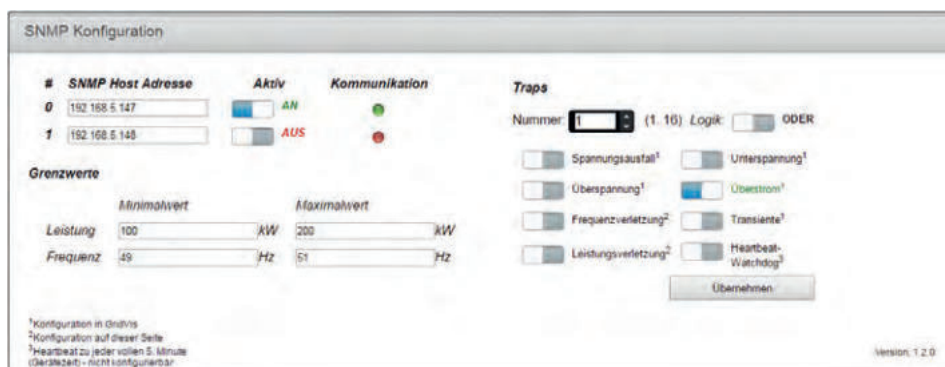 SNMP Konfiguration
# SNMP Host Adresse Aktiv Kommunikation
0 192.168.5.147 AN
1 192.168.5.148 AUS
Grenzwerte
Minimalwert Maximalwert
Leistung 100 kW 200 kW
Frequenz 49 Hz 51 Hz
Traps
Nummer: 1 (1. 16) Logik: ODER
Spannungsausfall¹ Unterspannung¹
Überspannung¹ Überstrom¹
Frequenzverletzung² Transiente¹
Leistungsverletzung² Heartbeat-
Watchdog³
Übernehmen
¹Konfiguration in GridVis
²Konfiguration auf dieser Seite
³Heartbeat zu jeder vollen 5. Minute
(Gerätezeit) - nicht konfigurierbar
Version: 1.2.0